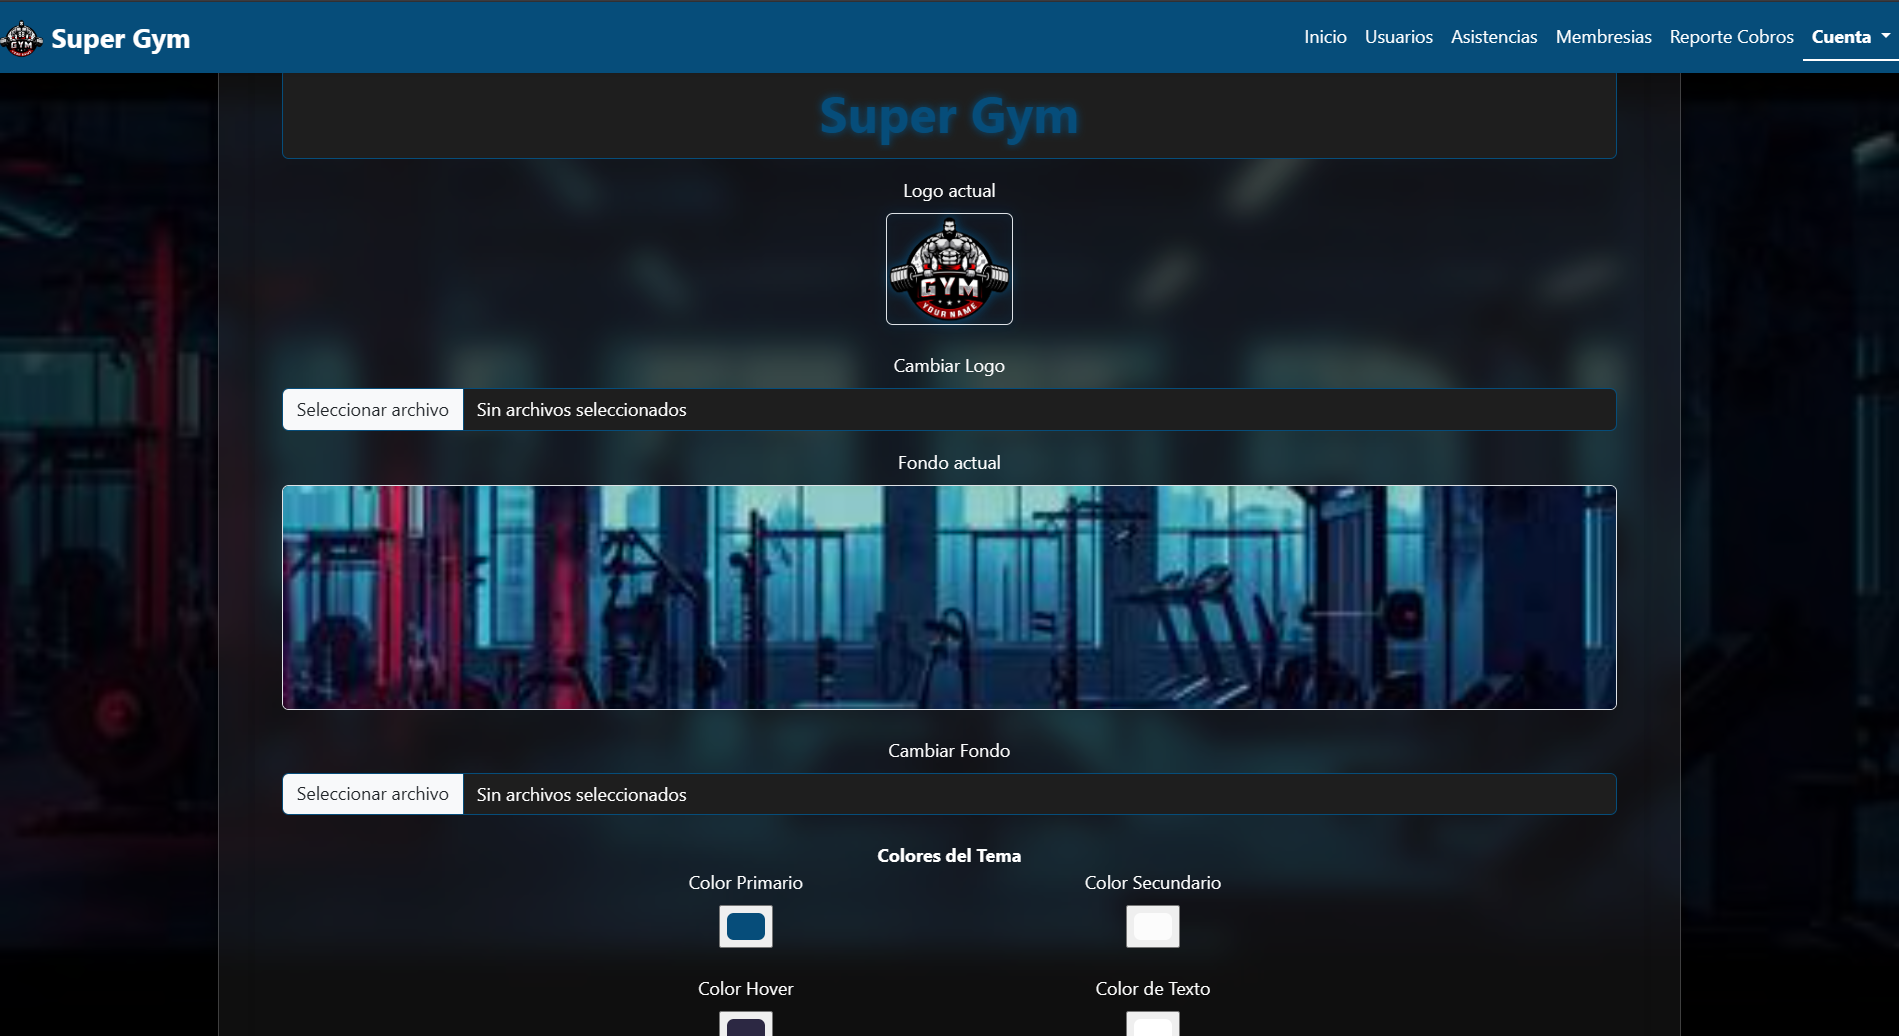 GYM
Super Gym
Inicio
Usuarios
Asistencias
Membresias
Reporte Cobros
Cuenta
Super Gym
Logo actual
GYM
YOUR NAME
Cambiar Logo
Seleccionar archivo
Sin archivos seleccionados
Fondo actual
Cambiar Fondo
Seleccionar archivo
Sin archivos seleccionados
Colores del Tema
Color Primario
Color Secundario
Color Hover
Color de Texto